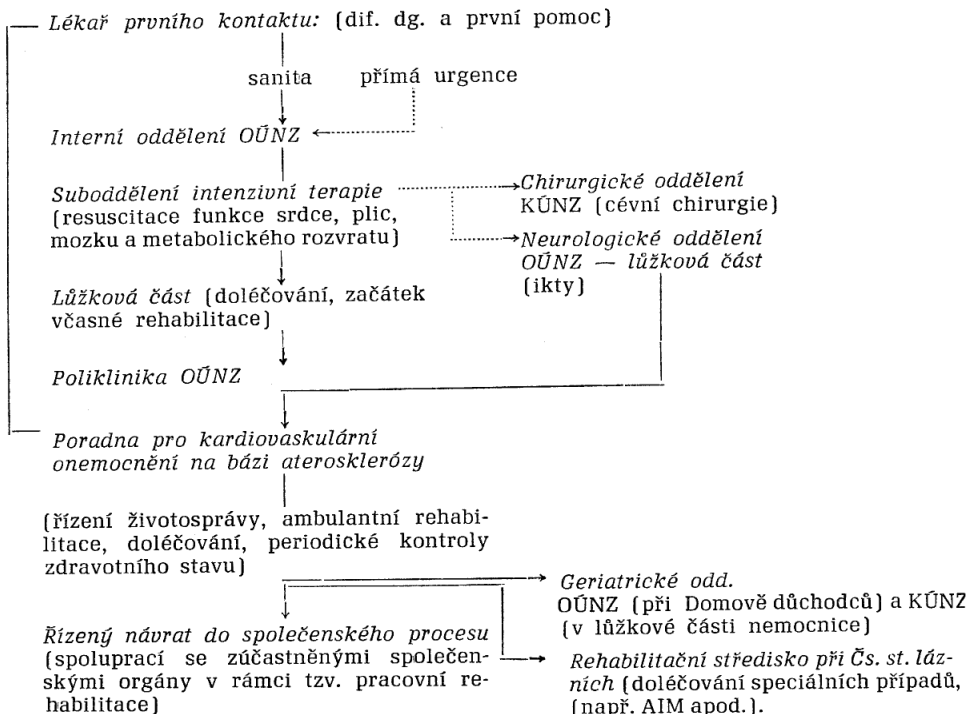 Lékař prvního kontaktu: (dif. dg. a první pomoc)
sanita přímá urgence
Interní oddělení OÚNZ
Suboddělení intenzivní terapie
(resuscitace funkce srdce, plic,
mozku a metabolického rozvratu)
Chirurgické oddělení
KÚNZ (cévní chirurgie)
Neurologické oddělení
OÚNZ — lůžková část
(ikty)
Lůžková část (doléčování, začátek
včasné rehabilitace)
Poliklinika OÚNZ
Poradna pro kardiovaskulární
onemocnění na bázi aterosklerózy
(řízení životosprávy, ambulantní rehabi-
litace, doléčování, periodické kontroly
zdravotního stavu)
Geriatrické odd.
OÚNZ (při Domově důchodců) a KÚNZ
(v lůžkové části nemocnice)
Řízený návrat do společenského procesu
(spoluprací se zúčastněnými společen-
skými orgány v rámci tzv. pracovní re-
habilitace)
Rehabilitační středisko při Čs. st. láz-
ních (doléčování speciálních případů,
(např. AIM apod.).